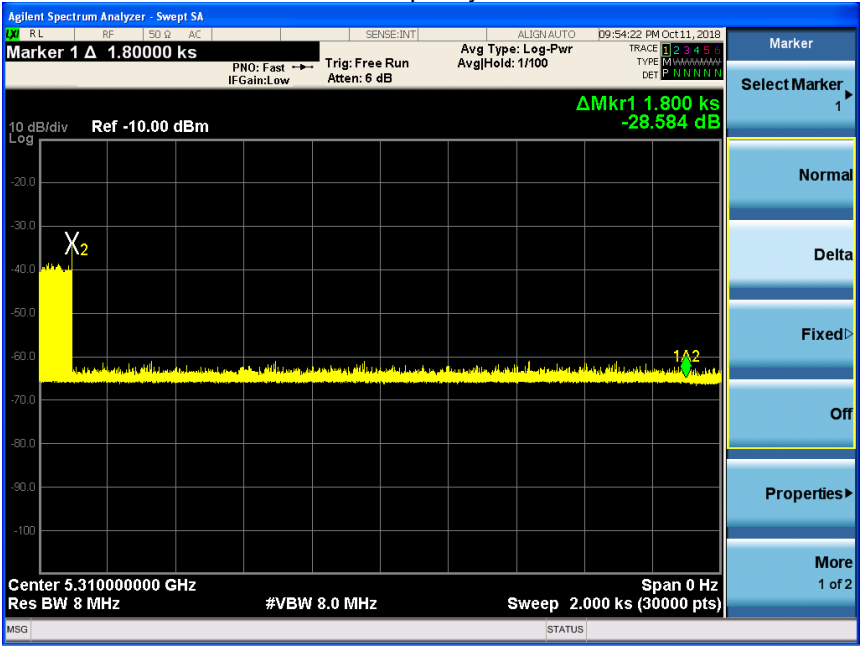 Agilent Spectrum Analyzer - Swept SA
LXI RL RF 50 Ω AC SENSE:INT ALIGN AUTO 09:54:22 PM Oct 11, 2018
Marker 1 Δ 1.80000 ks
PNO: Fast
IFGain:Low
Trig: Free Run
Atten: 6 dB
Avg Type: Log-Pwr
Avg|Hold: 1/100
TRACE 1 2 3 4 5 6
TYPE M
DET P N N N N N
ΔMkr1 1.800 ks
-28.584 dB
10 dB/div Ref -10.00 dBm
Log
-20.0
-30.0
2
-40.0
-50.0
-60.0
1Δ2
-70.0
-80.0
-90.0
-100
Center 5.310000000 GHz Span 0 Hz
Res BW 8 MHz #VBW 8.0 MHz Sweep 2.000 ks (30000 pts)
MSG STATUS
Marker
Select Marker
1
Normal
Delta
Fixed
Off
Properties
More
1 of 2